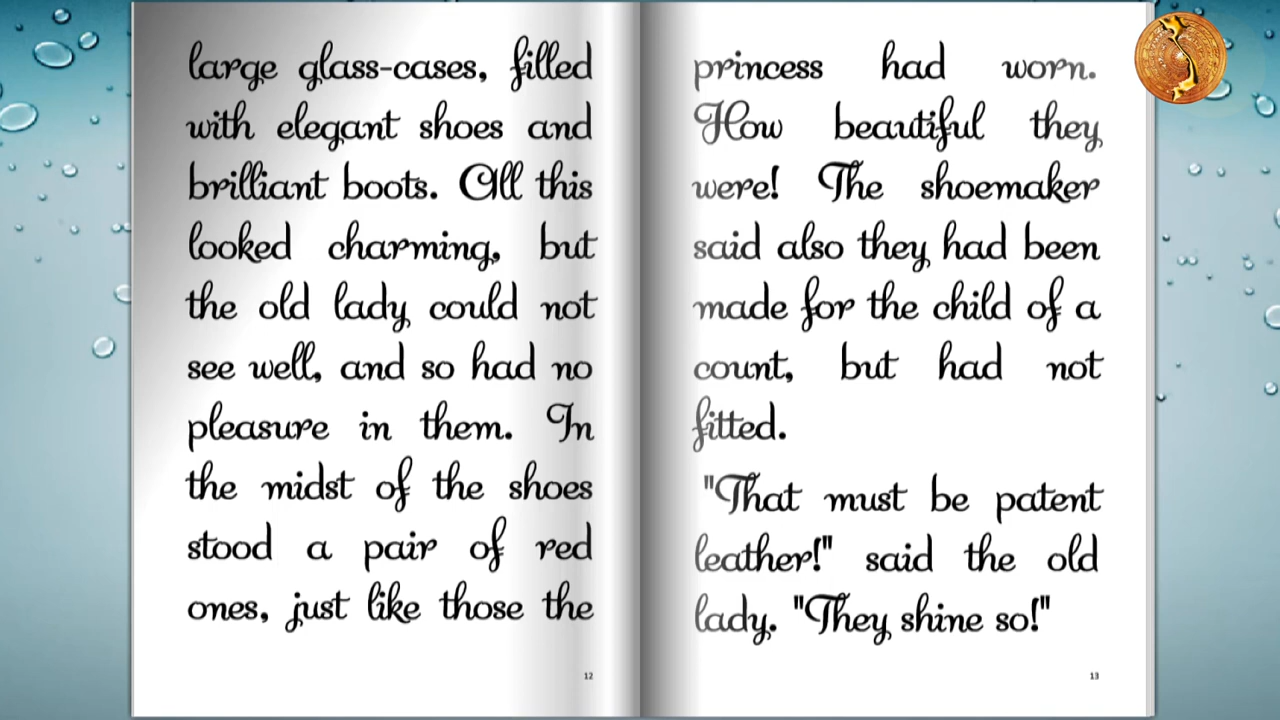 large glass-cases, filled
with elegant shoes and
brilliant boots. All this
looked charming, but
the old lady could not
see well, and so had no
pleasure in them. In
the midst of the shoes
stood a pair of red
ones, just like those the
12
princess had worn.
How beautiful they
were! The shoemaker
said also they had been
made for the child of a
count, but had not
fitted.
"That must be patent
leather!" said the old
lady. "They shine so!"
13